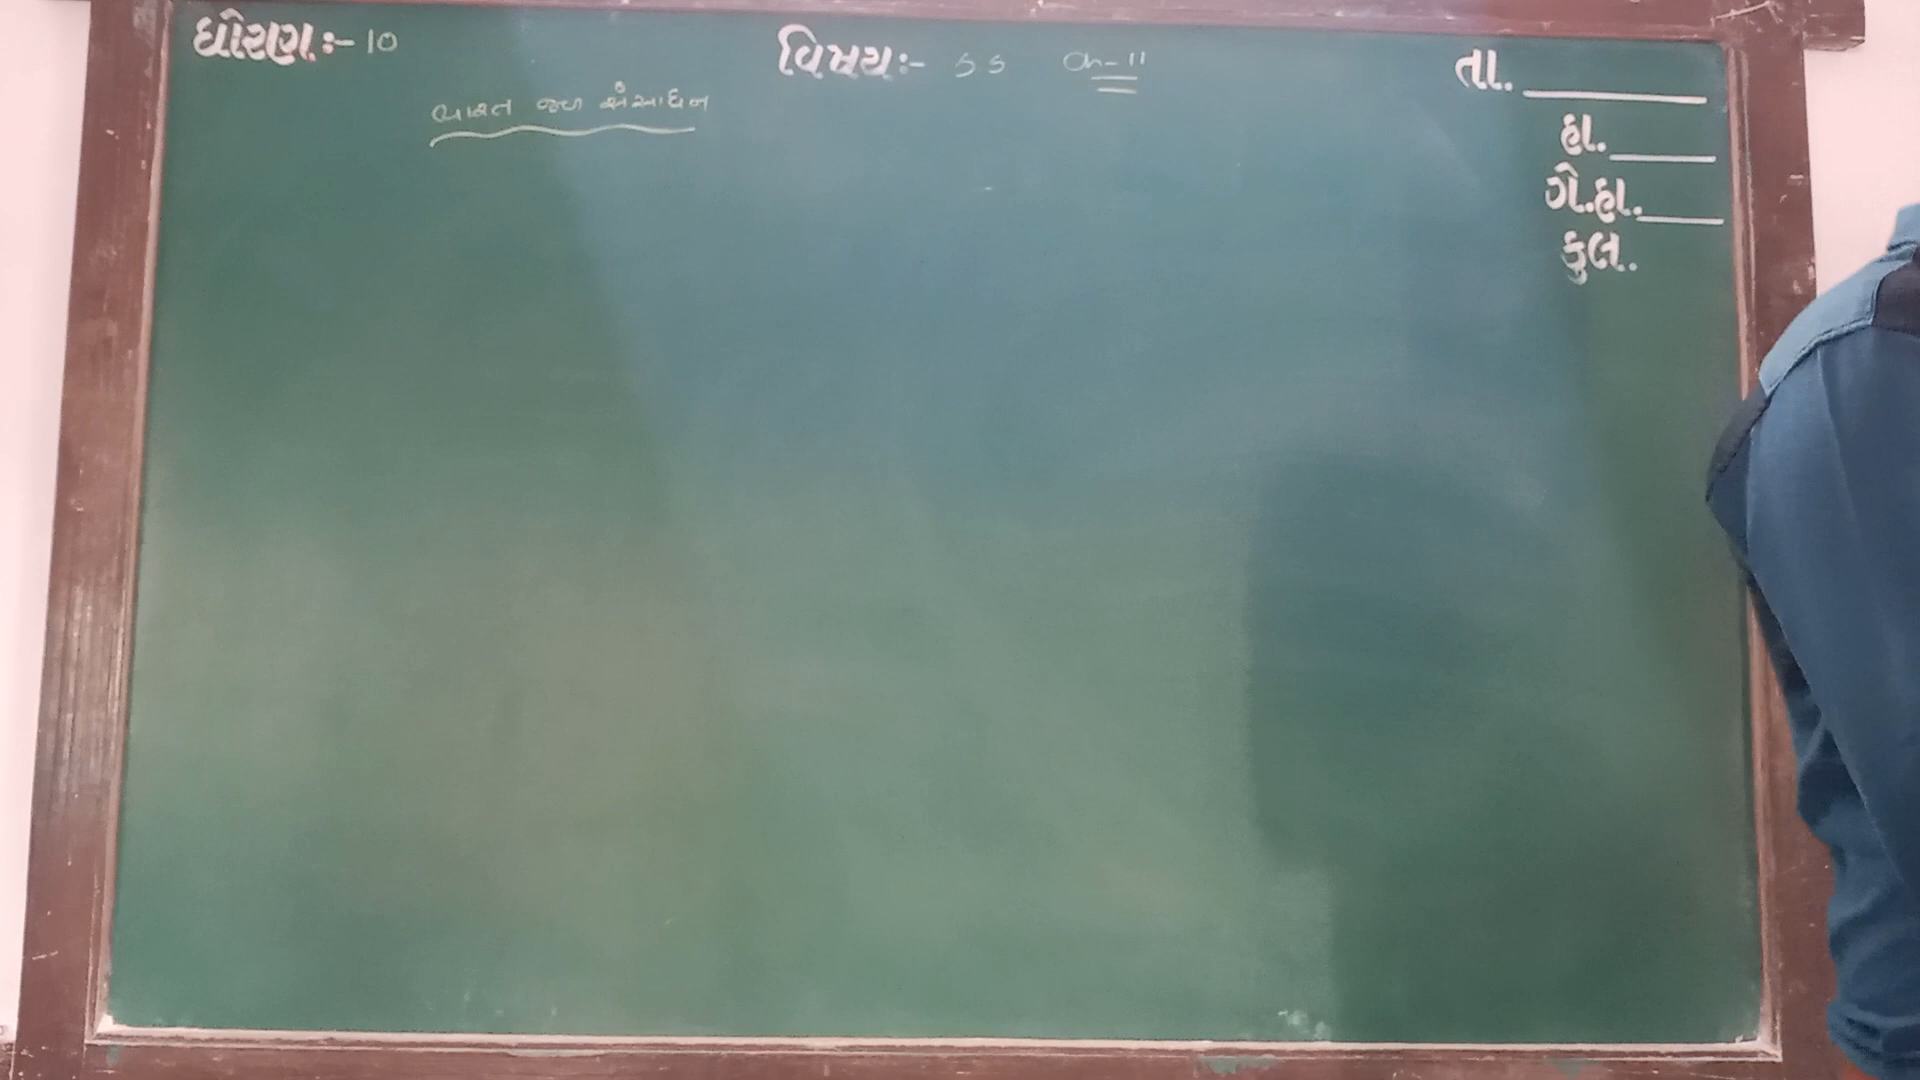 ધોરણ:- 10
વિષય:- SS Ch-11
તા.
ભારત જળ સંસાધન
હા.
ગે.હા.
કુલ.